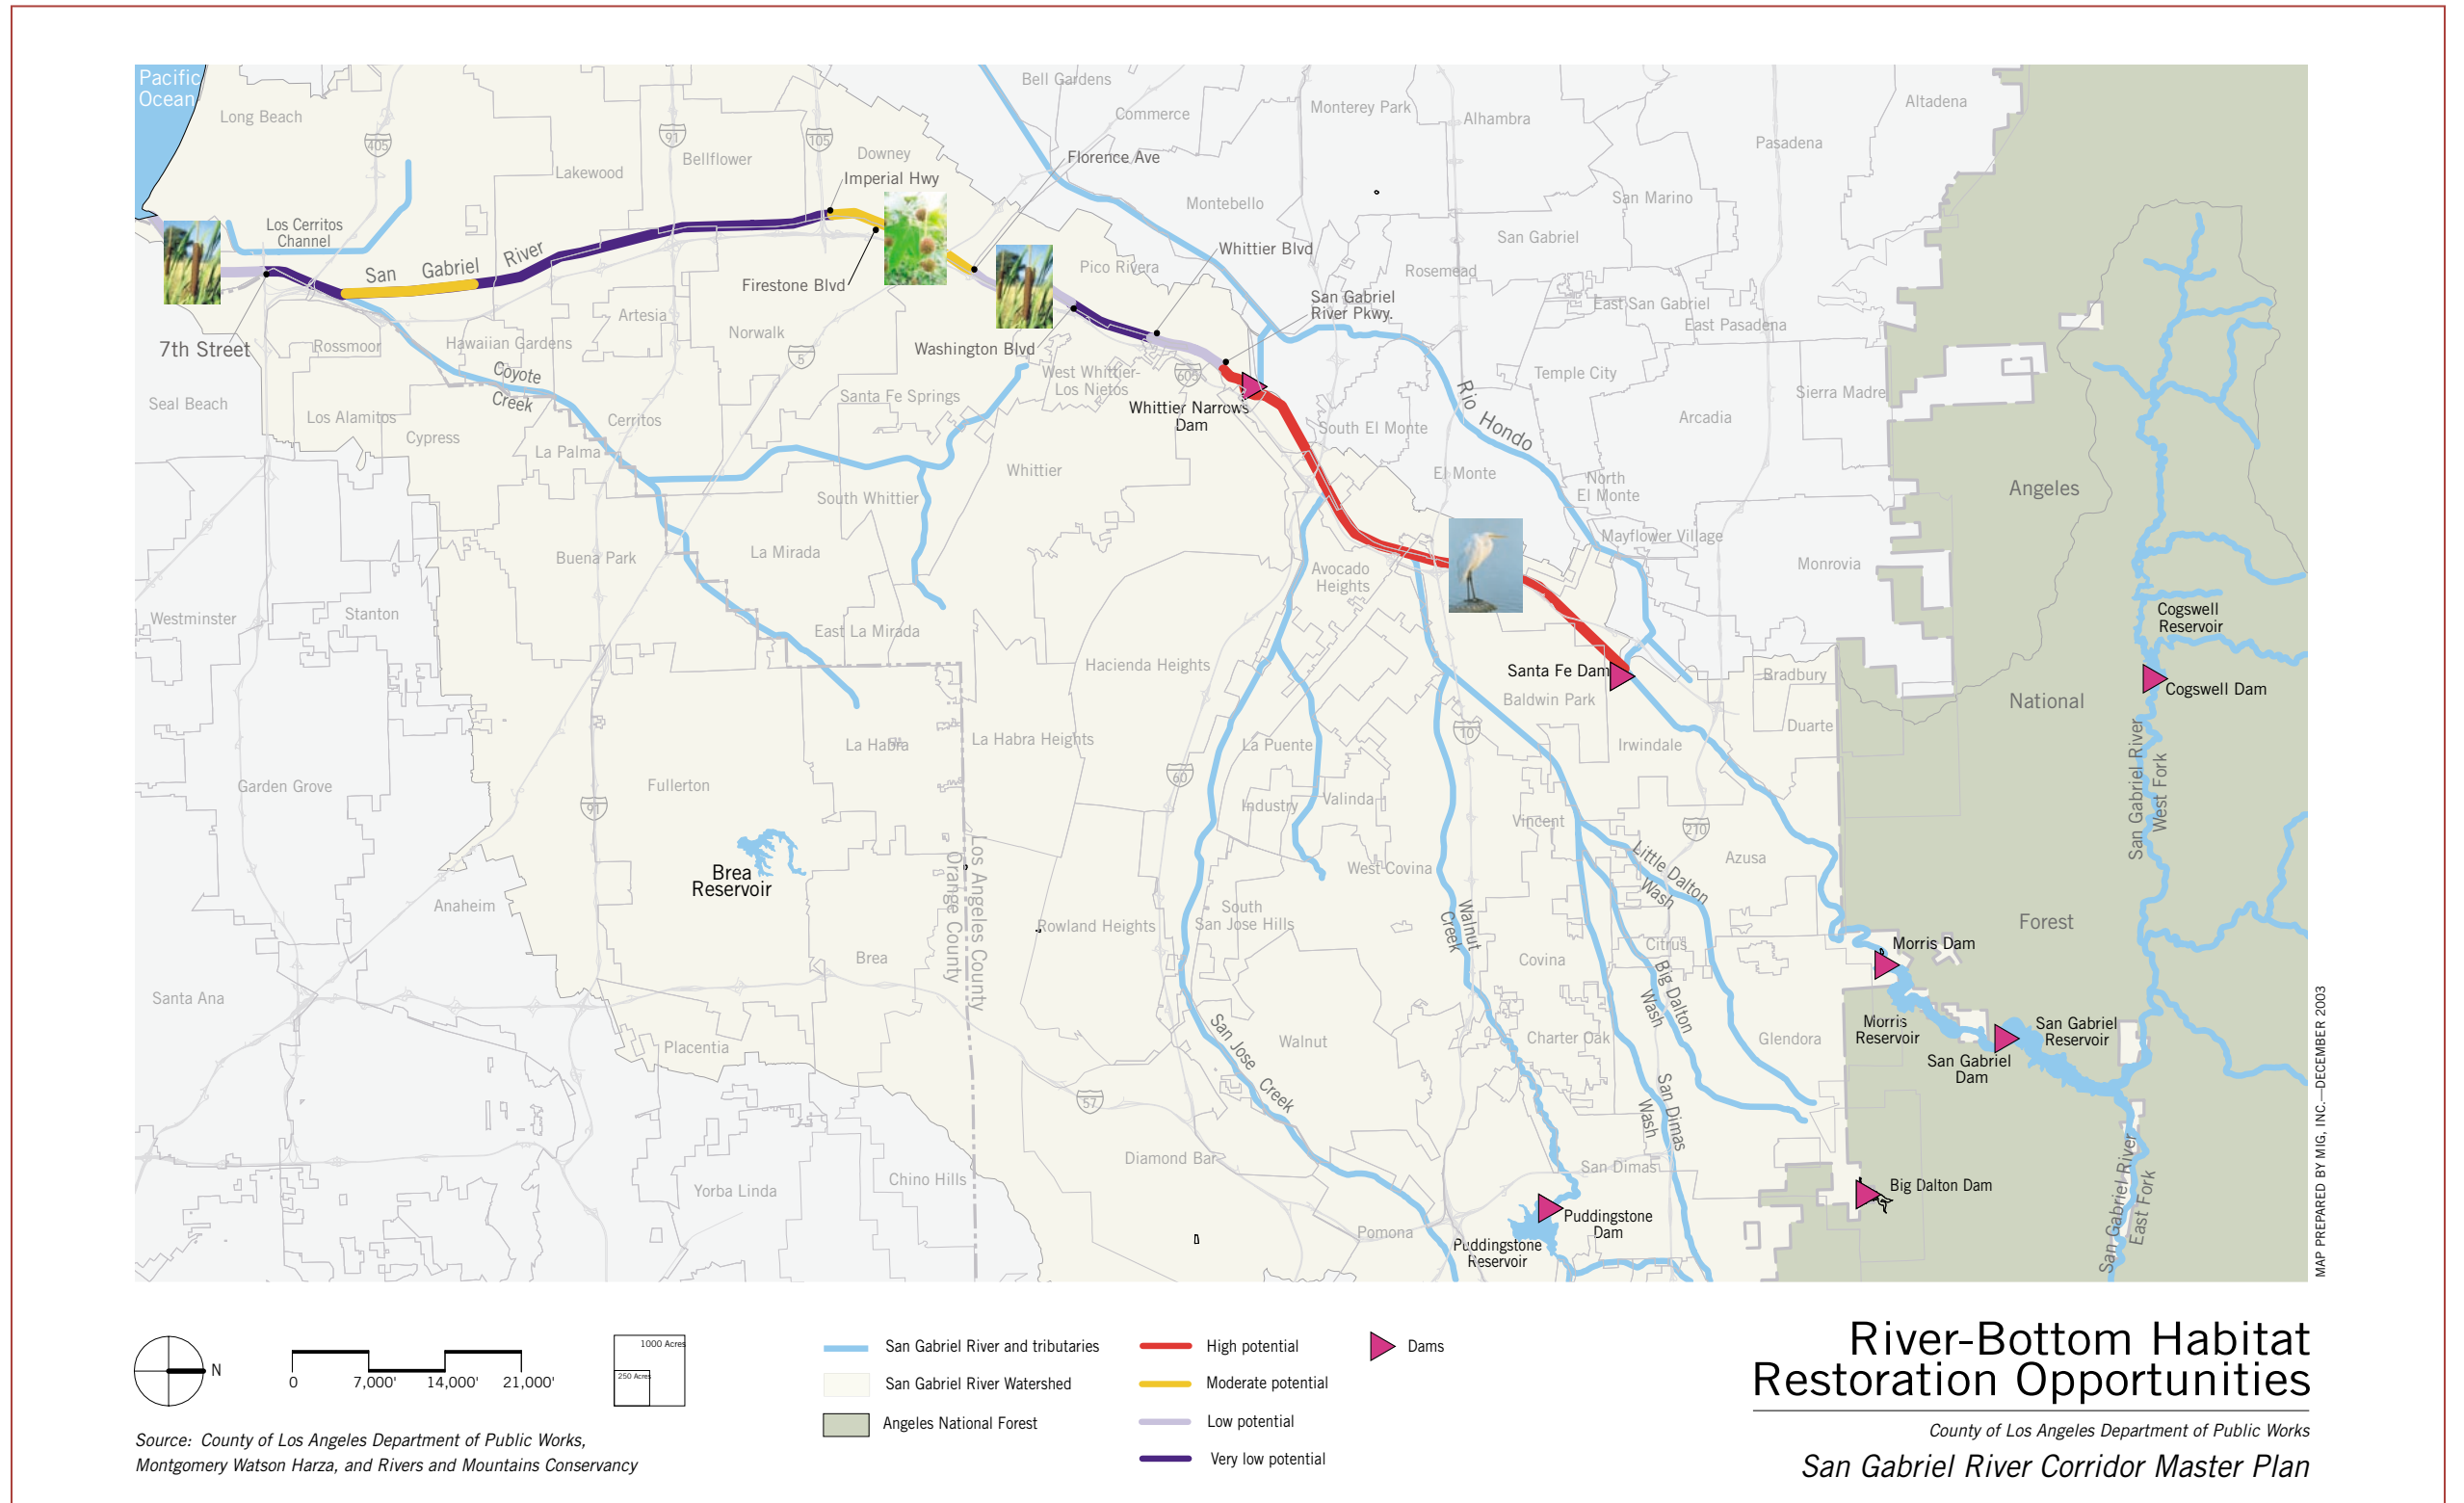 Pacific
Ocean
Long Beach
405
91
105
Bellflower
Lakewood
Downey
Imperial Hwy
Florence Ave
Bell Gardens
Commerce
Monterey Park
Alhambra
Pasadena
Altadena
Montebello
San Marino
San Gabriel
Rosemead
Los Cerritos
Channel
San Gabriel River
Firestone Blvd
Pico Rivera
Whittier Blvd
San Gabriel
River Pkwy.
East San Gabriel
East Pasadena
Artesia
Norwalk
5
Washington Blvd
7th Street
Rossmoor
Hawaiian Gardens
Coyote
Creek
West Whittier-
Los Nietos
605
Temple City
Sierra Madre
Arcadia
Rio Hondo
Seal Beach
Los Alamitos
Cypress
Santa Fe Springs
Whittier Narrows
Dam
South El Monte
Cerritos
La Palma
Whittier
El Monte
North
El Monte
Angeles
South Whittier
La Mirada
Buena Park
Mayflower Village
Monrovia
Avocado
Heights
Westminster
Stanton
East La Mirada
Cogswell
Reservoir
Hacienda Heights
Santa Fe Dam
Bradbury
Cogswell Dam
Baldwin Park
National
Duarte
La Habra
La Habra Heights
La Puente
10
Irwindale
San Gabriel River
West Fork
Garden Grove
Fullerton
60
91
Industry
Valinda
Vincent
210
Azusa
Little Dalton
Wash
Brea
Reservoir
West Covina
Los Angeles County
Orange County
Anaheim
Rowland Heights
South
San Jose Hills
Walnut
Creek
Forest
Citrus
Morris Dam
Brea
Covina
Big Dalton
Wash
Santa Ana
San Jose Creek
Morris
Reservoir
San Gabriel
Reservoir
Placentia
Walnut
Charter Oak
Glendora
San Gabriel
Dam
57
San Dimas
Wash
Diamond Bar
San Dimas
Chino Hills
Yorba Linda
Big Dalton Dam
San Gabriel River
East Fork
Puddingstone
Dam
Pomona
Puddingstone
Reservoir
MAP PREPARED BY MIG, INC.—DECEMBER 2003
N
0 7,000' 14,000' 21,000'
1000 Acres
250 Acres
San Gabriel River and tributaries
San Gabriel River Watershed
Angeles National Forest
High potential
Moderate potential
Low potential
Very low potential
Dams
Source: County of Los Angeles Department of Public Works,
Montgomery Watson Harza, and Rivers and Mountains Conservancy
River-Bottom Habitat
Restoration Opportunities
County of Los Angeles Department of Public Works
San Gabriel River Corridor Master Plan